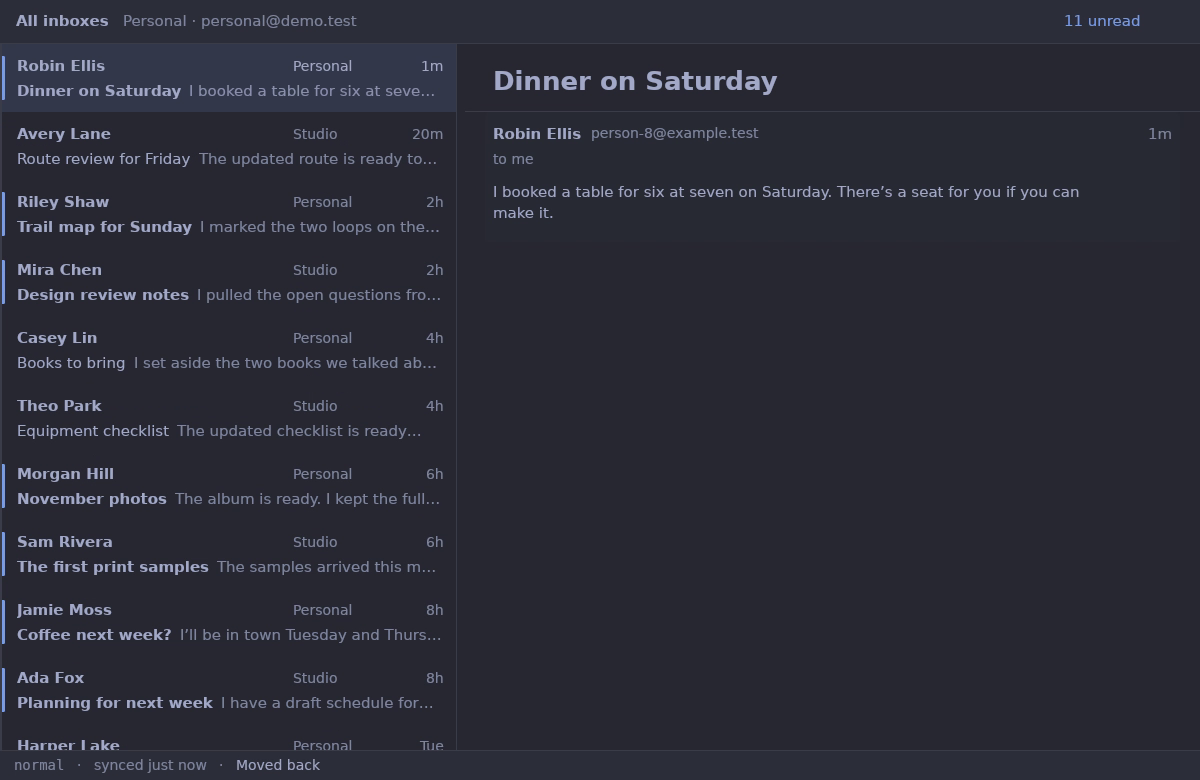 All inboxes Personal · personal@demo.test 11 unread
Robin Ellis Personal 1m
Dinner on Saturday I booked a table for six at seve…
Avery Lane Studio 20m
Route review for Friday The updated route is ready to…
Riley Shaw Personal 2h
Trail map for Sunday I marked the two loops on the…
Mira Chen Studio 2h
Design review notes I pulled the open questions fro…
Casey Lin Personal 4h
Books to bring I set aside the two books we talked ab…
Theo Park Studio 4h
Equipment checklist The updated checklist is ready…
Morgan Hill Personal 6h
November photos The album is ready. I kept the full…
Sam Rivera Studio 6h
The first print samples The samples arrived this m…
Jamie Moss Personal 8h
Coffee next week? I’ll be in town Tuesday and Thurs…
Ada Fox Studio 8h
Planning for next week I have a draft schedule for…
Harper Lake Personal Tue
Dinner on Saturday
Robin Ellis person-8@example.test 1m
to me
I booked a table for six at seven on Saturday. There’s a seat for you if you can
make it.
normal · synced just now · Moved back